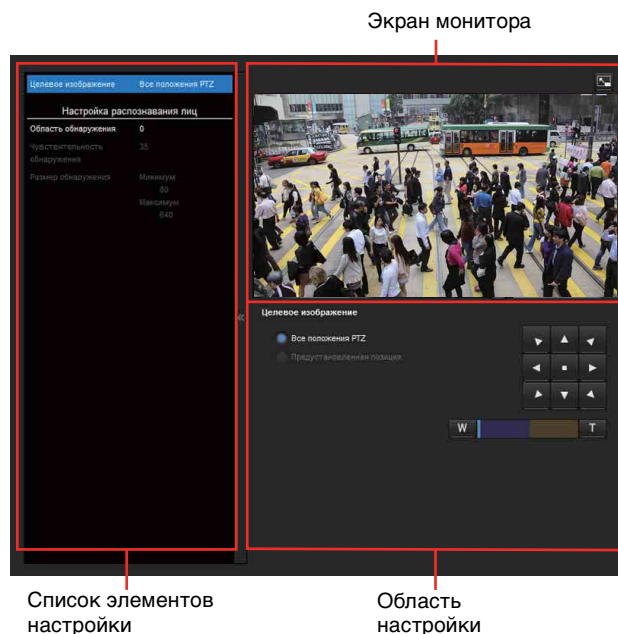 Экран монитора
Целевое изображение Все положения PTZ
Настройка распознавания лиц
Область обнаружения 0
Чувствительность 35
обнаружения
Размер обнаружения Минимум
80
Максимум
640
«
Целевое изображение
Все положения PTZ
Предустановленная позиция
W T
Список элементов
настройки
Область
настройки